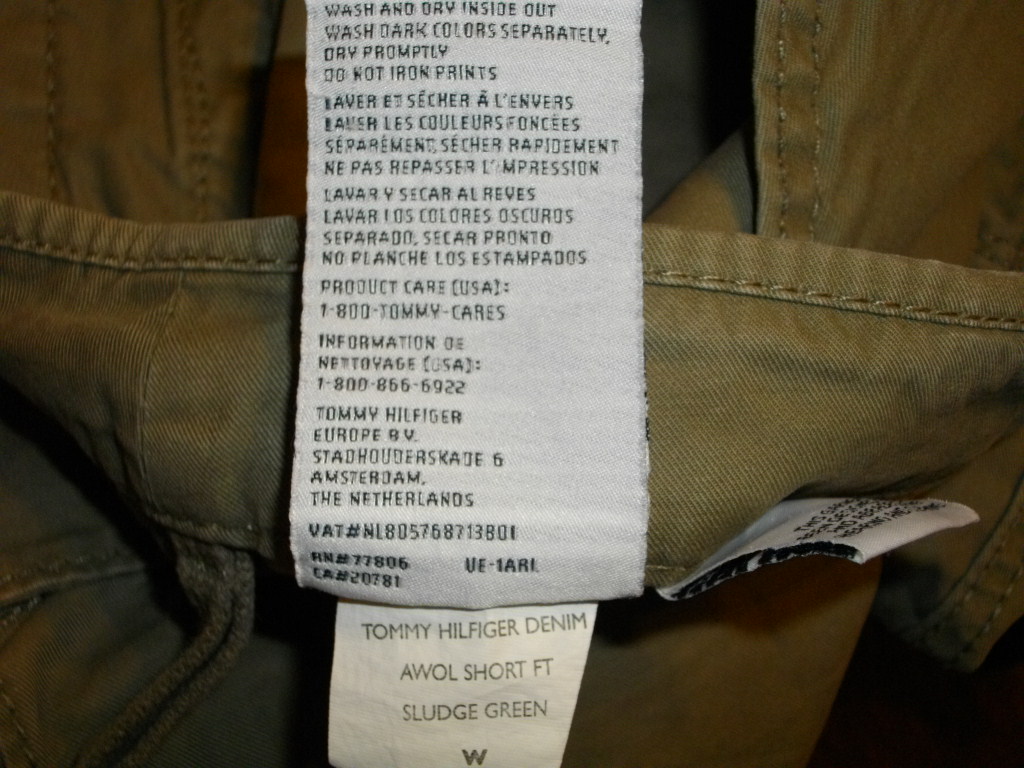 WASH AND DRY INSIDE OUT
WASH DARK COLORS SEPARATELY,
DRY PROMPTLY
DO NOT IRON PRINTS
LAVER ET SÉCHER À L'ENVERS
LAVER LES COULEURS FONCÉES
SÉPARÉMENT, SÉCHER RAPIDEMENT
NE PAS REPASSER L'IMPRESSION
LAVAR Y SECAR AL REVES
LAVAR LOS COLORES OSCUROS
SEPARADO, SECAR PRONTO
NO PLANCHE LOS ESTAMPADOS
PRODUCT CARE (USA):
1-800-TOMMY-CARES
INFORMATION DE
NETTOYAGE (USA):
1-800-866-6922
TOMMY HILFIGER
EUROPE B.V.
STADHOUDERSKADE 6
AMSTERDAM,
THE NETHERLANDS
VAT#NL805768713B01
RN#77806 UE-1ARL
CA#20781
TOMMY HILFIGER DENIM
AWOL SHORT FT
SLUDGE GREEN
W